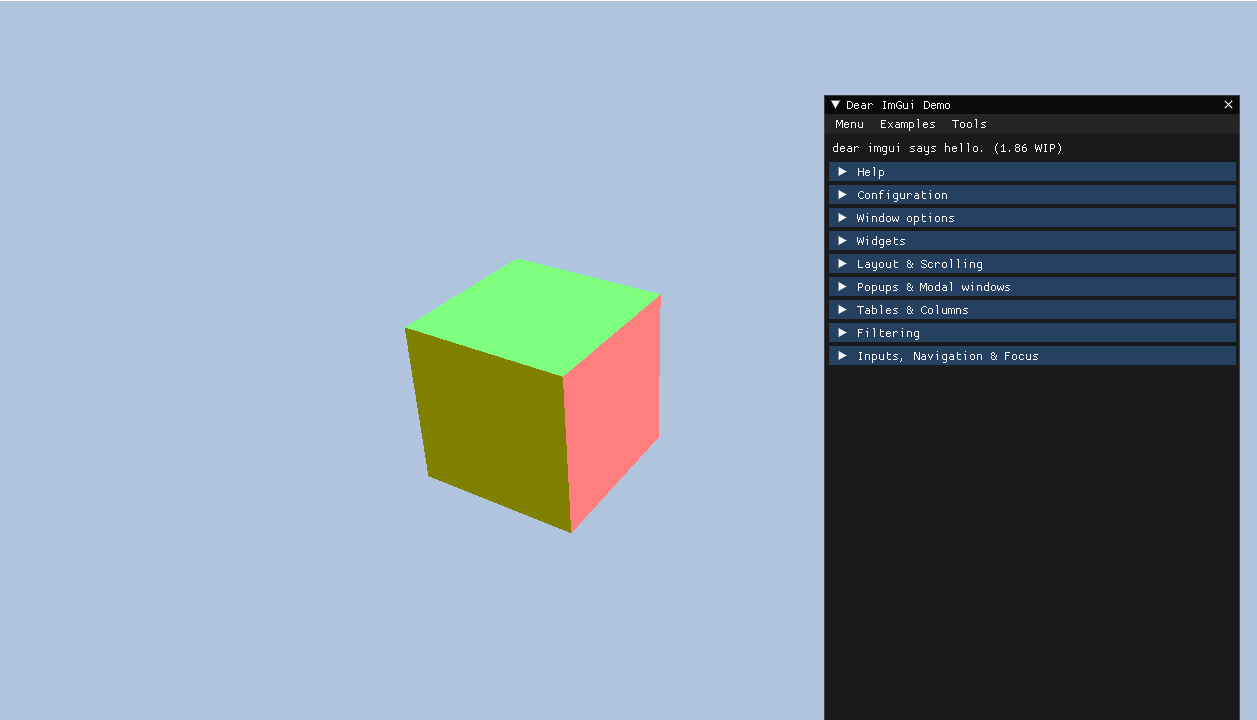 Dear ImGui Demo
Menu Examples Tools
dear imgui says hello. (1.86 WIP)
Help
Configuration
Window options
Widgets
Layout & Scrolling
Popups & Modal windows
Tables & Columns
Filtering
Inputs, Navigation & Focus